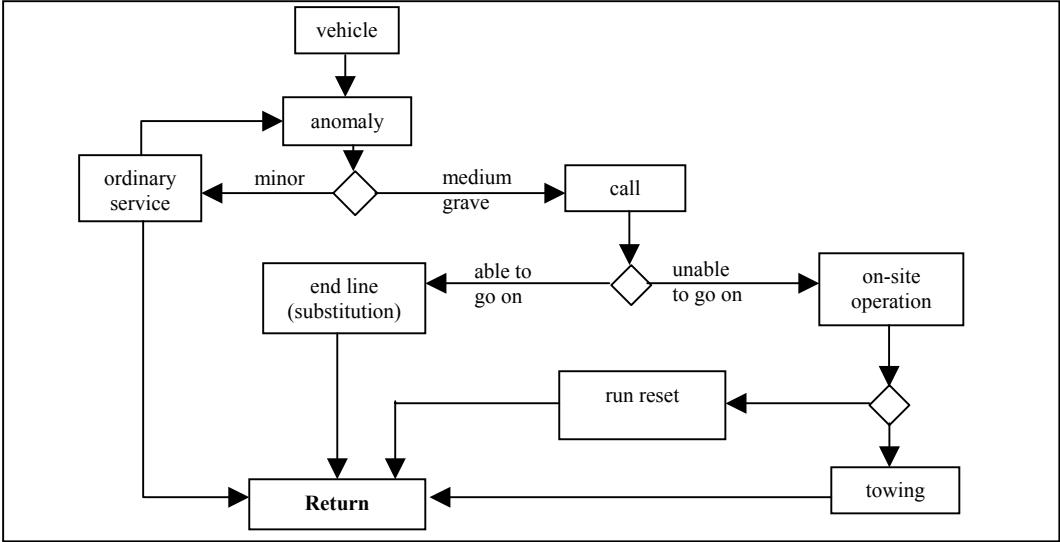 vehicle
anomaly
ordinary
service
minor
medium
grave
call
end line
(substitution)
able to
go on
unable
to go on
on-site
operation
run reset
Return
towing